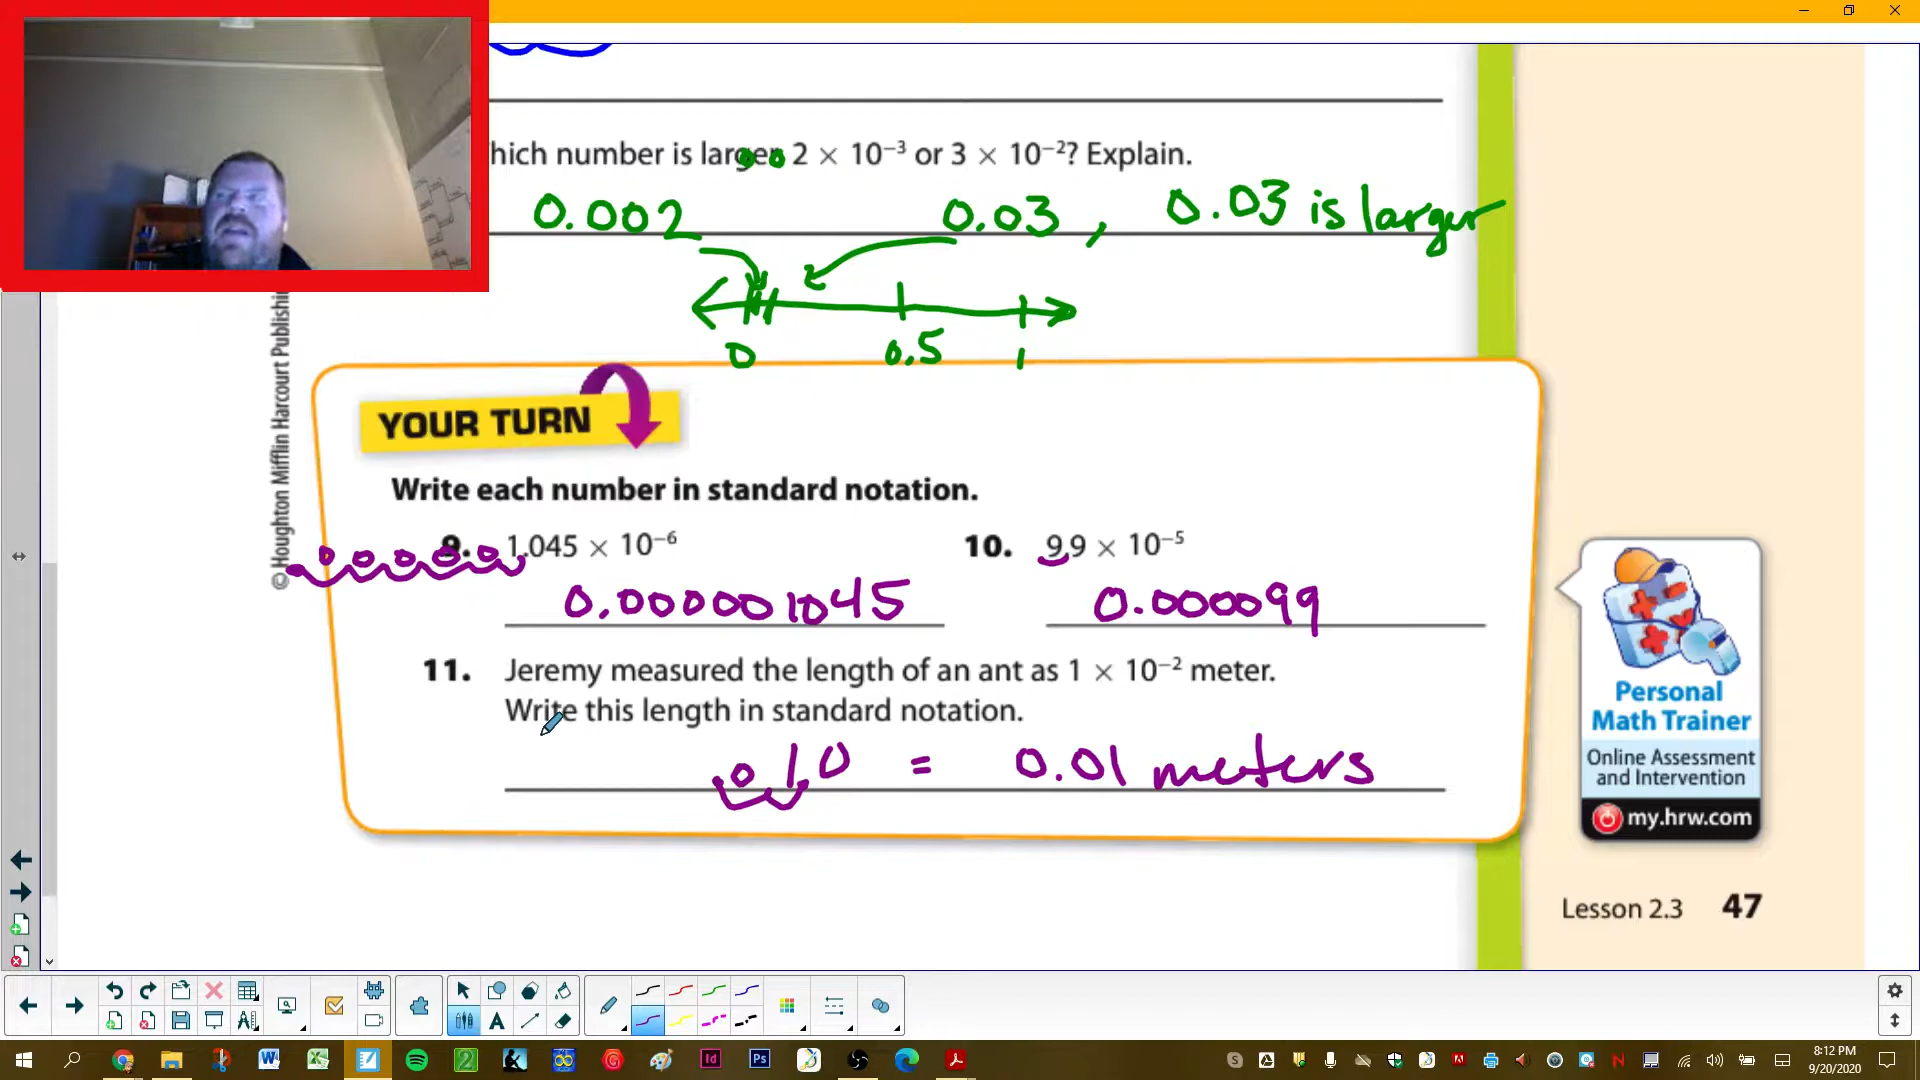 hich number is larger, 2 × 10⁻³ or 3 × 10⁻²? Explain.
0.002 0.03, 0.03 is larger
0 0.5 1
© Houghton Mifflin Harcourt Publishin
YOUR TURN
Write each number in standard notation.
9. 1.045 × 10⁻⁶
0.000001045
10. 9.9 × 10⁻⁵
0.000099
11. Jeremy measured the length of an ant as 1 × 10⁻² meter.
Write this length in standard notation.
0 1.0 = 0.01 meters
Personal
Math Trainer
Online Assessment
and Intervention
my.hrw.com
Lesson 2.3 47
8:12 PM
9/20/2020